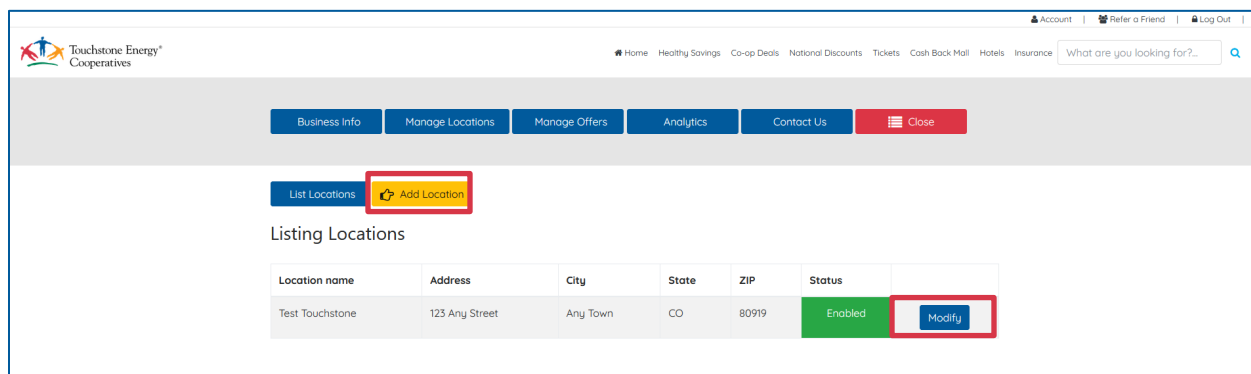 Account | Refer a Friend | Log Out |
Touchstone Energy®
Cooperatives
Home Healthy Savings Co-op Deals National Discounts Tickets Cash Back Mall Hotels Insurance What are you looking for?...
Business Info Manage Locations Manage Offers Analytics Contact Us Close
List Locations Add Location
Listing Locations
Location name Address City State ZIP Status
Test Touchstone 123 Any Street Any Town CO 80919 Enabled Modify